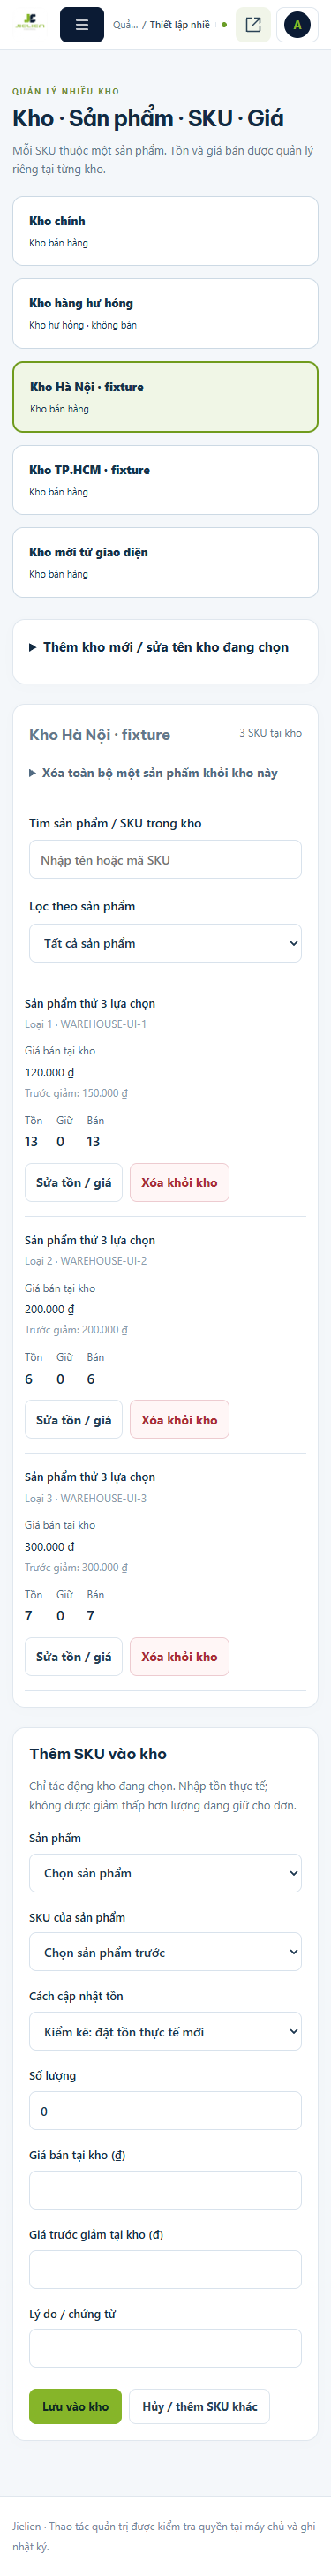 JIELIEN
Quả... / Thiết lập nhiề
A
QUẢN LÝ NHIỀU KHO
Kho · Sản phẩm · SKU · Giá
Mỗi SKU thuộc một sản phẩm. Tồn và giá bán được quản lý
riêng tại từng kho.
Kho chính
Kho bán hàng
Kho hàng hư hỏng
Kho hư hỏng · không bán
Kho Hà Nội · fixture
Kho bán hàng
Kho TP.HCM · fixture
Kho bán hàng
Kho mới từ giao diện
Kho bán hàng
Thêm kho mới / sửa tên kho đang chọn
Kho Hà Nội · fixture
3 SKU tại kho
Xóa toàn bộ một sản phẩm khỏi kho này
Tìm sản phẩm / SKU trong kho
Nhập tên hoặc mã SKU
Lọc theo sản phẩm
Tất cả sản phẩm
Sản phẩm thứ 3 lựa chọn
Loại 1 · WAREHOUSE-UI-1
Giá bán tại kho
120.000 ₫
Trước giảm: 150.000 ₫
Tồn Giữ Bán
13 0 13
Sửa tồn / giá Xóa khỏi kho
Sản phẩm thứ 3 lựa chọn
Loại 2 · WAREHOUSE-UI-2
Giá bán tại kho
200.000 ₫
Trước giảm: 200.000 ₫
Tồn Giữ Bán
6 0 6
Sửa tồn / giá Xóa khỏi kho
Sản phẩm thứ 3 lựa chọn
Loại 3 · WAREHOUSE-UI-3
Giá bán tại kho
300.000 ₫
Trước giảm: 300.000 ₫
Tồn Giữ Bán
7 0 7
Sửa tồn / giá Xóa khỏi kho
Thêm SKU vào kho
Chỉ tác động kho đang chọn. Nhập tồn thực tế;
không được giảm thấp hơn lượng đang giữ cho đơn.
Sản phẩm
Chọn sản phẩm
SKU của sản phẩm
Chọn sản phẩm trước
Cách cập nhật tồn
Kiểm kê: đặt tồn thực tế mới
Số lượng
0
Giá bán tại kho (₫)
Giá trước giảm tại kho (₫)
Lý do / chứng từ
Lưu vào kho Hủy / thêm SKU khác
Jielien · Thao tác quản trị được kiểm tra quyền tại máy chủ và ghi
nhật ký.